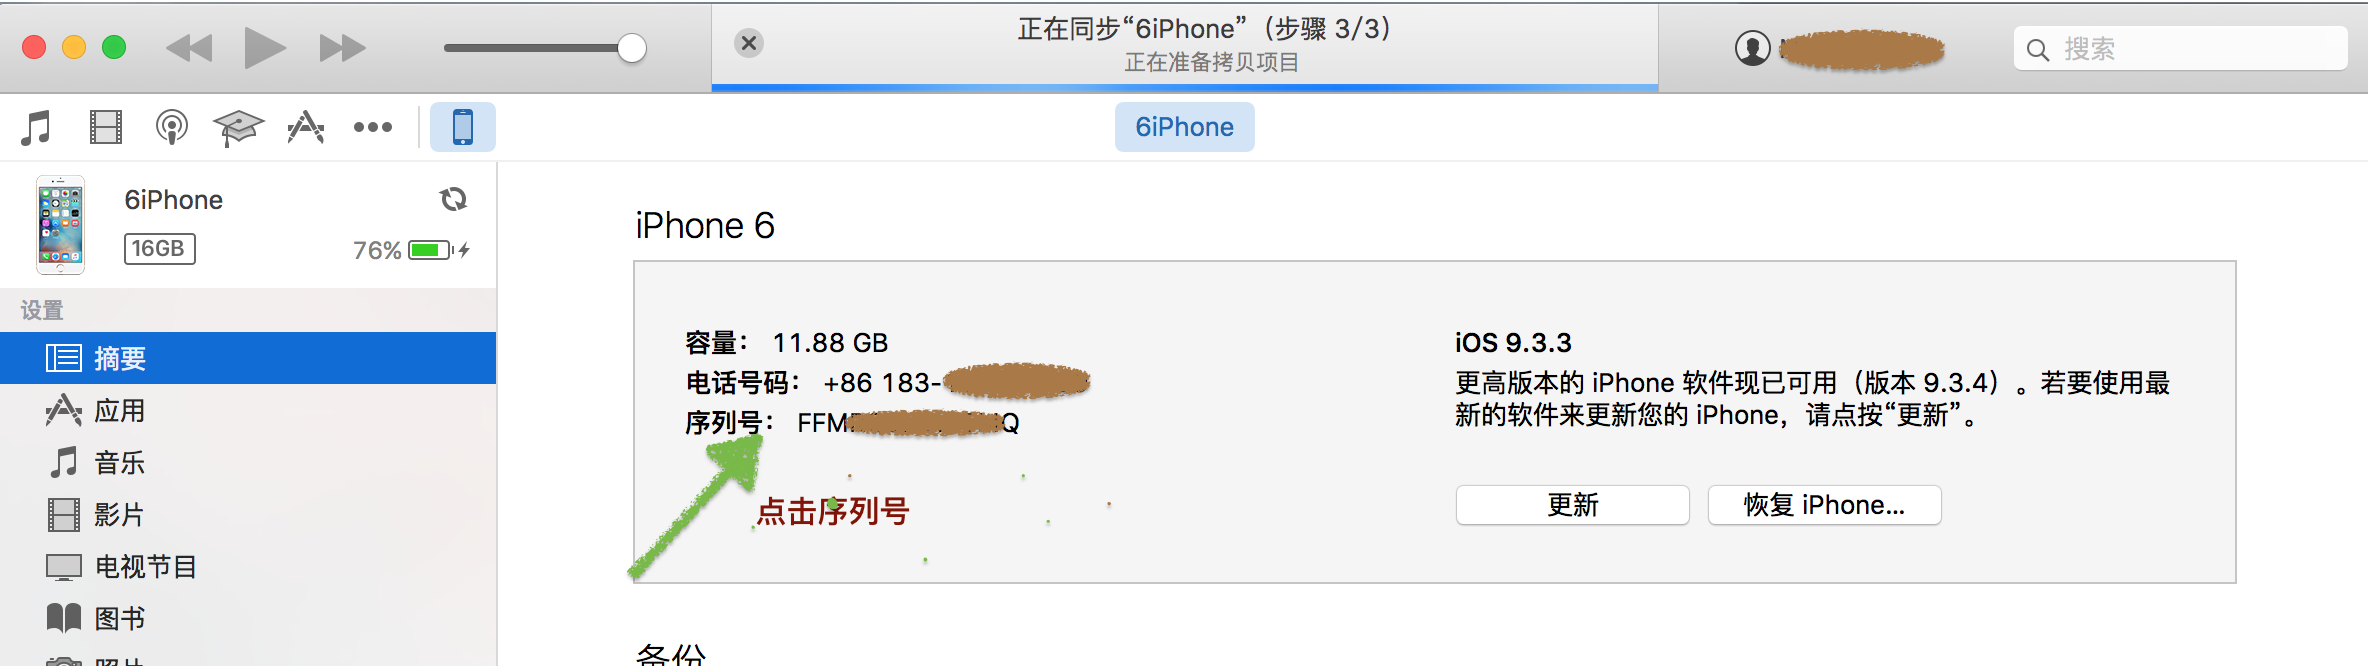 正在同步“6iPhone”（步骤 3/3）
正在准备拷贝项目
搜索
6iPhone
6iPhone
16GB
76%
设置
摘要
应用
音乐
影片
电视节目
图书
照片
iPhone 6
容量： 11.88 GB
电话号码： +86 183-
序列号： FFM Q
点击序列号
iOS 9.3.3
更高版本的 iPhone 软件现已可用（版本 9.3.4）。若要使用最
新的软件来更新您的 iPhone，请点按“更新”。
更新
恢复 iPhone...
备份